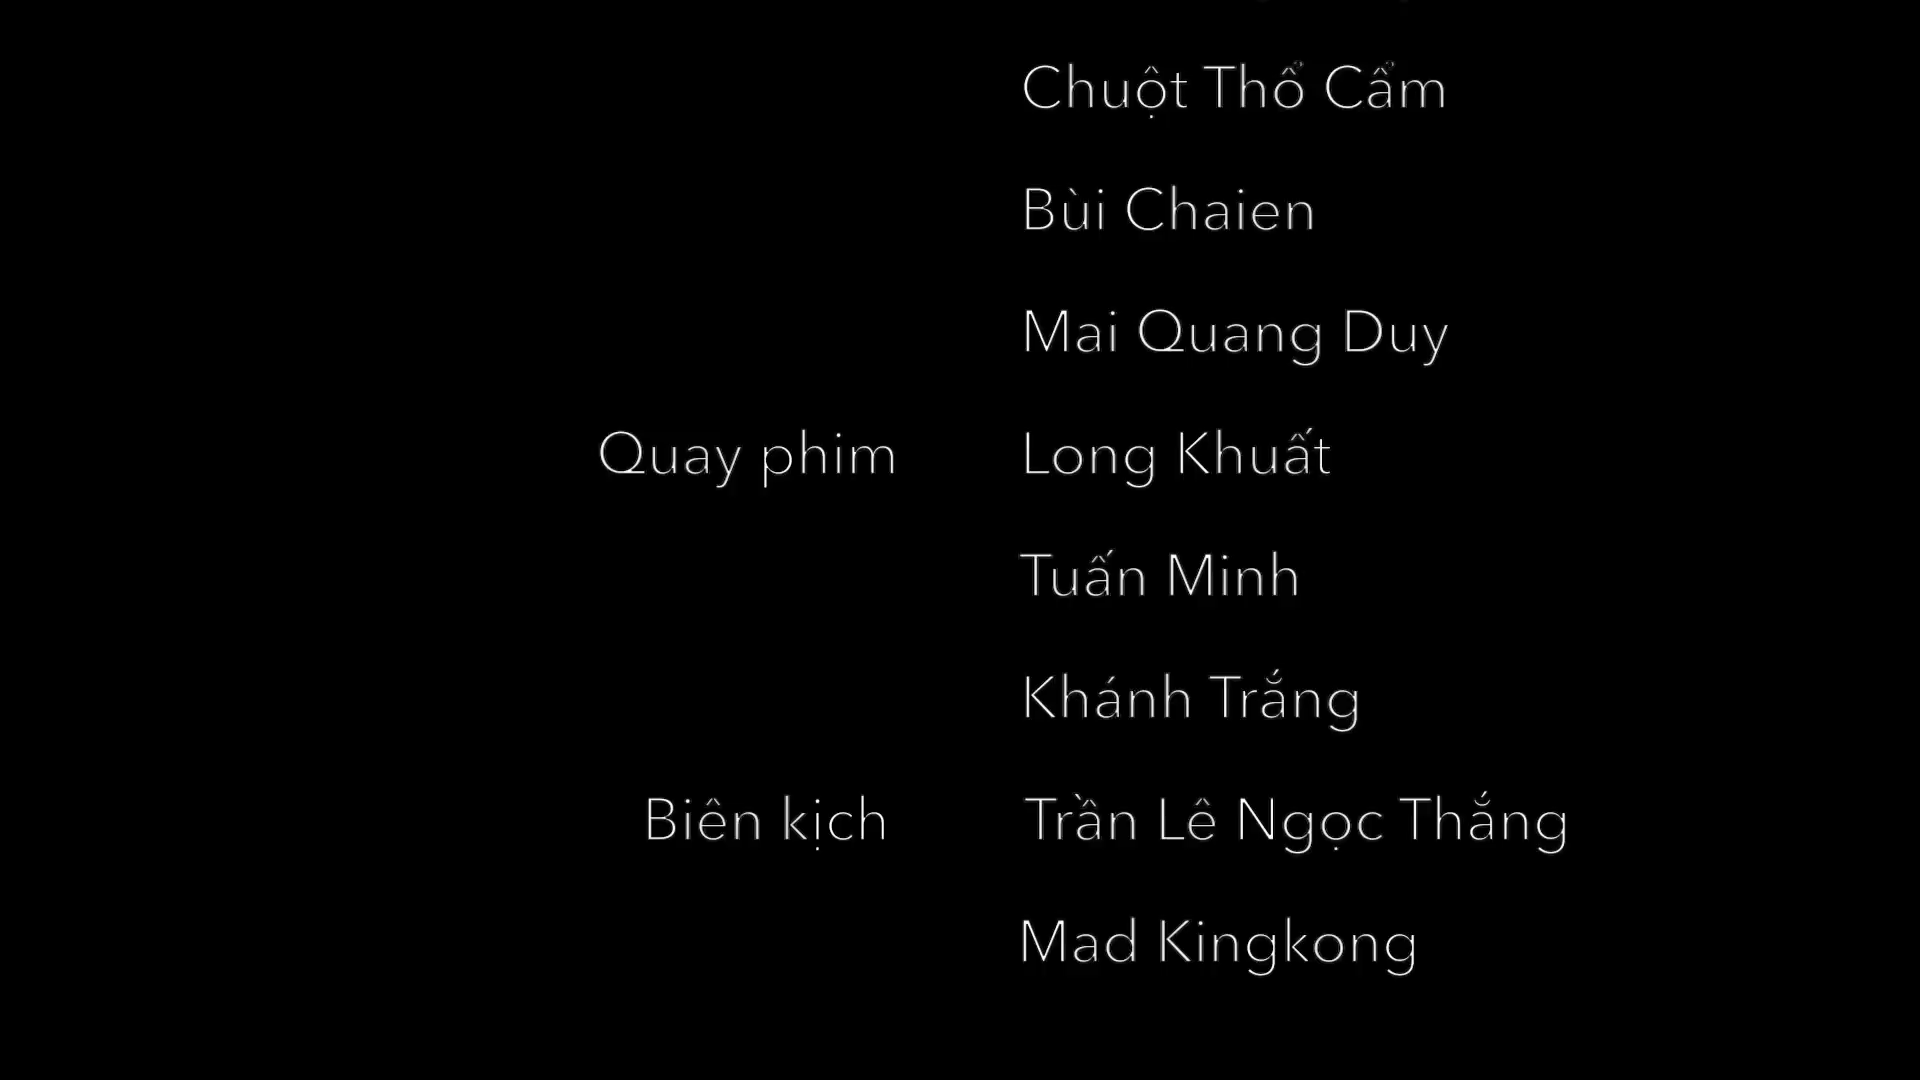 Chuột Thổ Cẩm
Bùi Chaien
Mai Quang Duy
Quay phim Long Khuất
Tuấn Minh
Khánh Trắng
Biên kịch Trần Lê Ngọc Thắng
Mad Kingkong